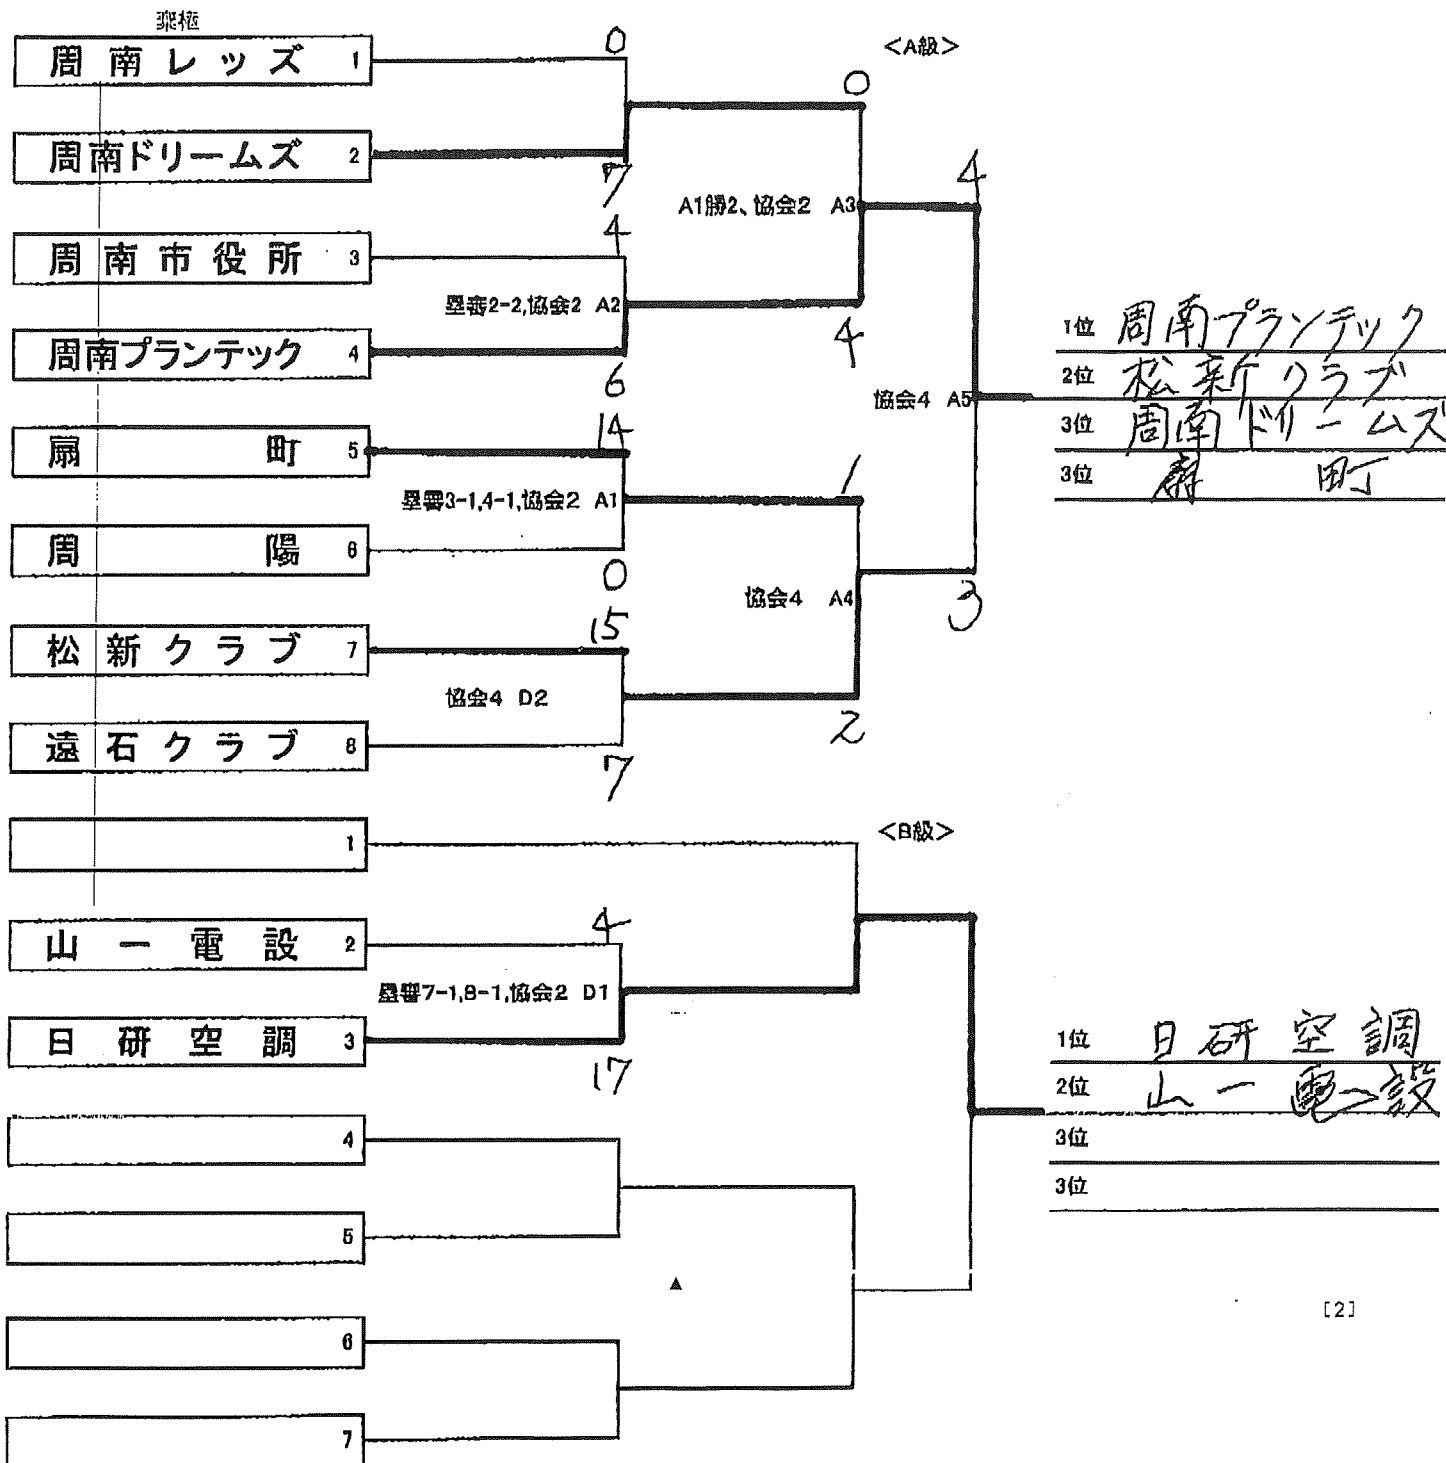 周南レッズ 1
0
<A級>
0
周南ドリームズ 2
7
A1勝2、協会2 A3
4
周南市役所 3
4
塁審2-2,協会2 A2
周南プランテック 4
6
4
協会4 A5
1位 周南プランテック
2位 松新クラブ
3位 周南ドリームズ
3位 扇町
扇町 5
14
塁審3-1,4-1,協会2 A1
1
周陽 6
0
協会4 A4
3
松新クラブ 7
15
協会4 D2
2
遠石クラブ 8
7
1
<B級>
山一電設 2
4
塁審7-1,8-1,協会2 D1
日研空調 3
17
1位 日研空調
2位 山一電設
3位
3位
4
5
▲
[2]
6
7